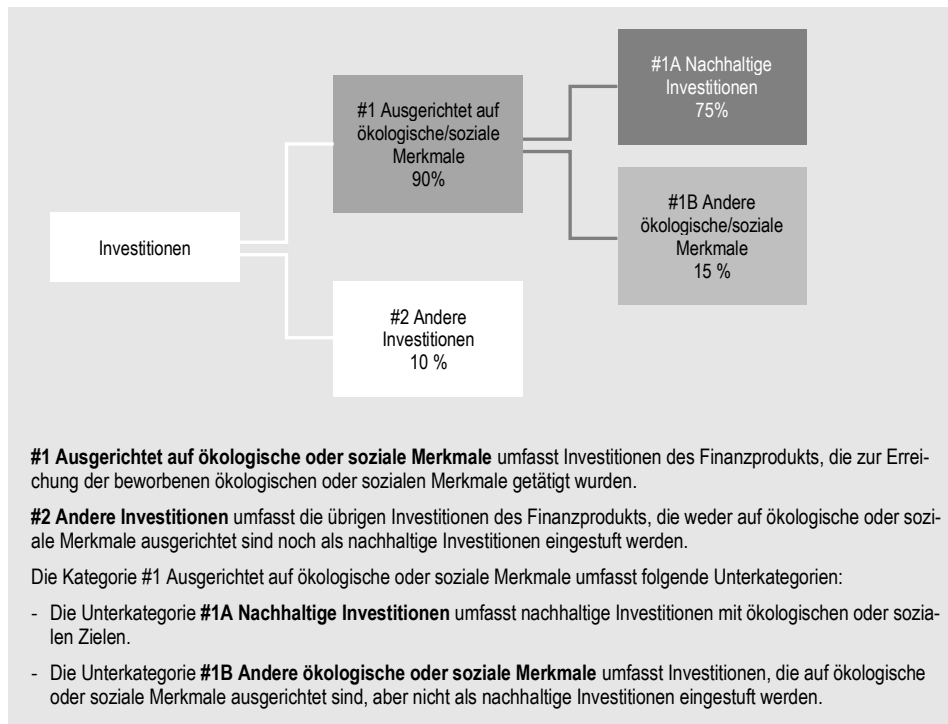 #1A Nachhaltige
Investitionen
75%
#1 Ausgerichtet auf
ökologische/soziale
Merkmale
90%
#1B Andere
ökologische/soziale
Merkmale
15 %
Investitionen
#2 Andere
Investitionen
10 %
#1 Ausgerichtet auf ökologische oder soziale Merkmale umfasst Investitionen des Finanzprodukts, die zur Errei-
chung der beworbenen ökologischen oder sozialen Merkmale getätigt wurden.
#2 Andere Investitionen umfasst die übrigen Investitionen des Finanzprodukts, die weder auf ökologische oder sozi-
ale Merkmale ausgerichtet sind noch als nachhaltige Investitionen eingestuft werden.
Die Kategorie #1 Ausgerichtet auf ökologische oder soziale Merkmale umfasst folgende Unterkategorien:
- Die Unterkategorie #1A Nachhaltige Investitionen umfasst nachhaltige Investitionen mit ökologischen oder sozia-
len Zielen.
- Die Unterkategorie #1B Andere ökologische oder soziale Merkmale umfasst Investitionen, die auf ökologische
oder soziale Merkmale ausgerichtet sind, aber nicht als nachhaltige Investitionen eingestuft werden.